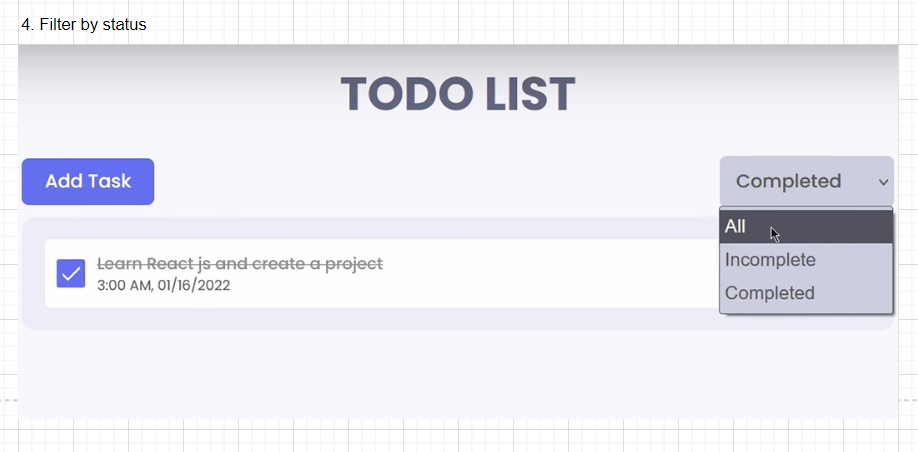 4. Filter by status
TODO LIST
Add Task
Completed
All
Incomplete
Completed
Learn React js and create a project
3:00 AM, 01/16/2022